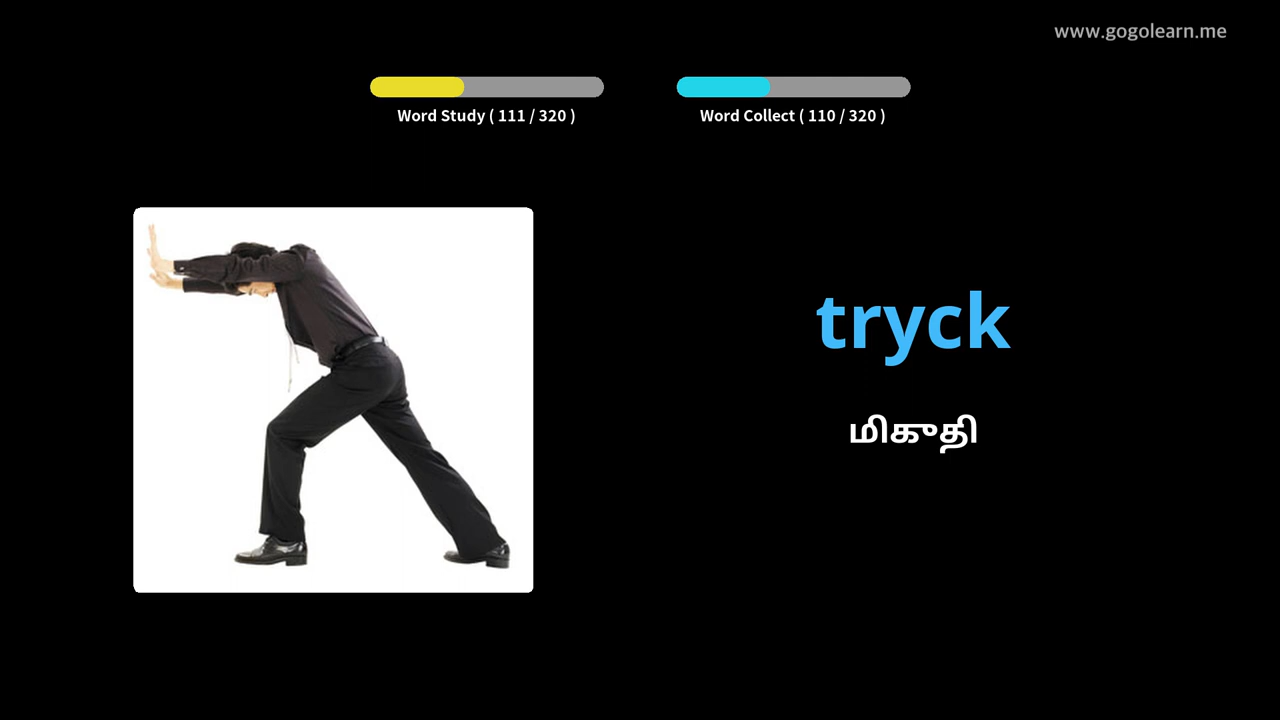 www.gogolearn.me
Word Study ( 111 / 320 )
Word Collect ( 110 / 320 )
tryck
மிகுதி